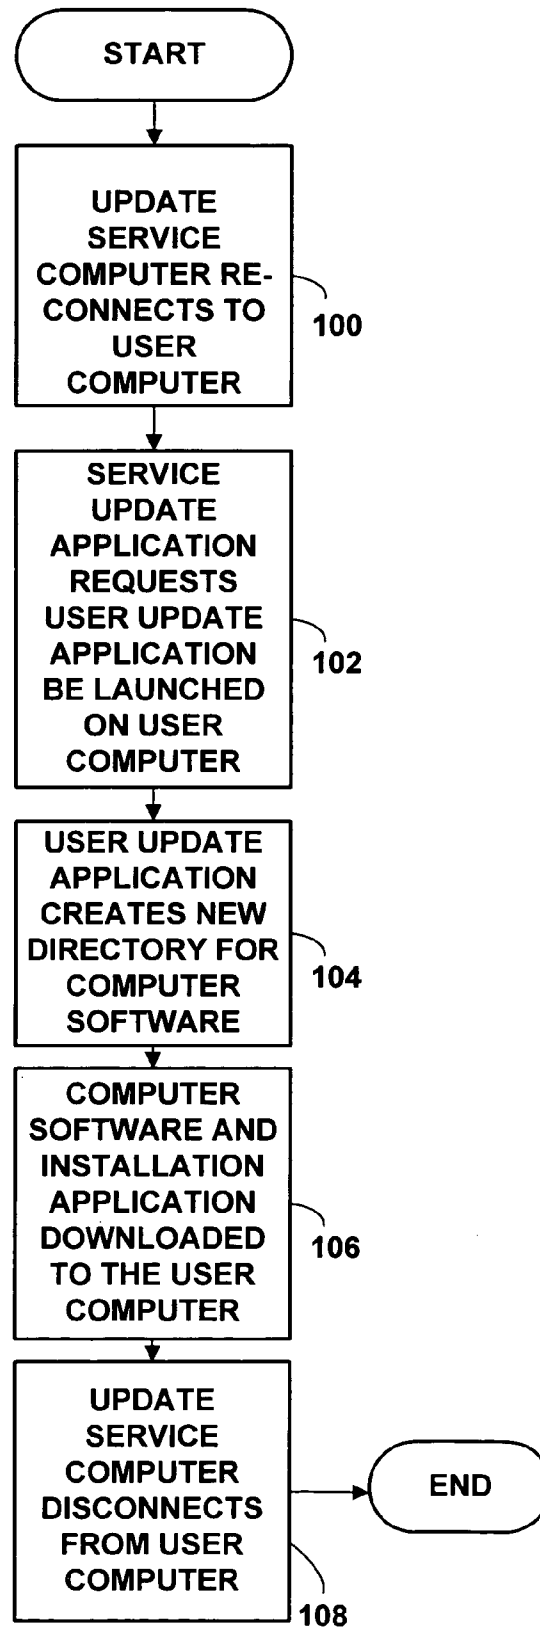 START
UPDATE
SERVICE
COMPUTER RE-
CONNECTS TO
USER
COMPUTER
100
SERVICE
UPDATE
APPLICATION
REQUESTS
USER UPDATE
APPLICATION
BE LAUNCHED
ON USER
COMPUTER
102
USER UPDATE
APPLICATION
CREATES NEW
DIRECTORY FOR
COMPUTER
SOFTWARE
104
COMPUTER
SOFTWARE AND
INSTALLATION
APPLICATION
DOWNLOADED
TO THE USER
COMPUTER
106
UPDATE
SERVICE
COMPUTER
DISCONNECTS
FROM USER
COMPUTER
108
END